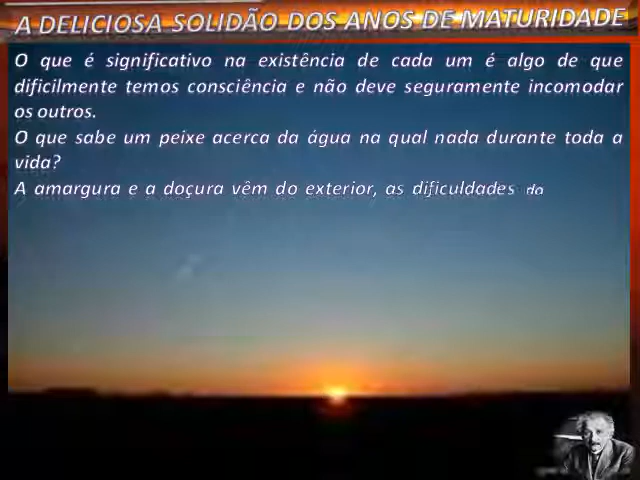 A DELICIOSA SOLIDÃO DOS ANOS DE MATURIDADE
O que é significativo na existência de cada um é algo de que
dificilmente temos consciência e não deve seguramente incomodar
os outros.
O que sabe um peixe acerca da água na qual nada durante toda a
vida?
A amargura e a doçura vêm do exterior, as dificuldades do